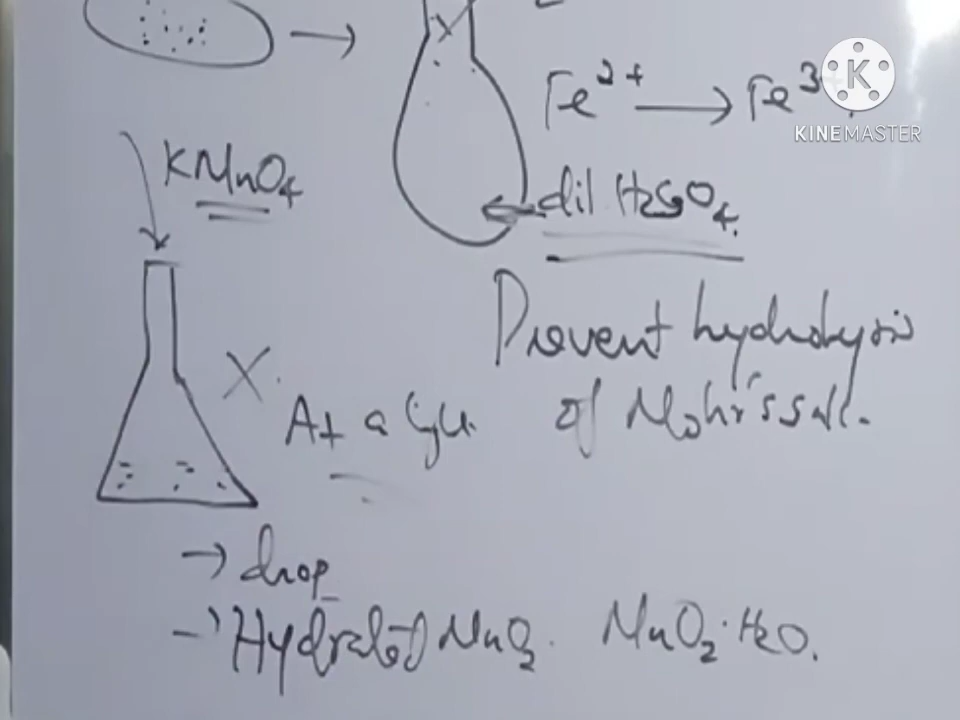 Fe²⁺ → Fe³⁺
K
KINEMASTER
KMnO₄
dil H₂SO₄.
Prevent hydrolysis
of Mohr's salt.
X.
At a
→ drop
→ Hydrated MnO₂. MnO₂·H₂O.